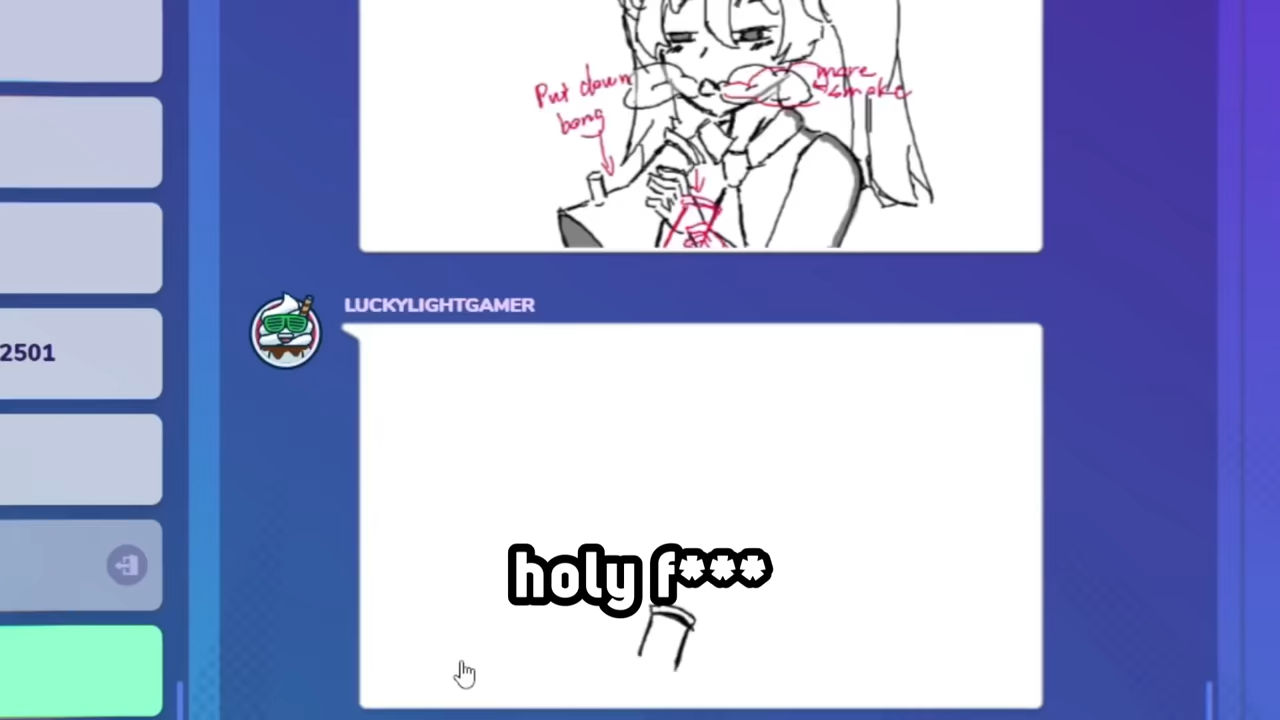 Put down
bong
more
smoke
LUCKYLIGHTGAMER
2501
holy f***